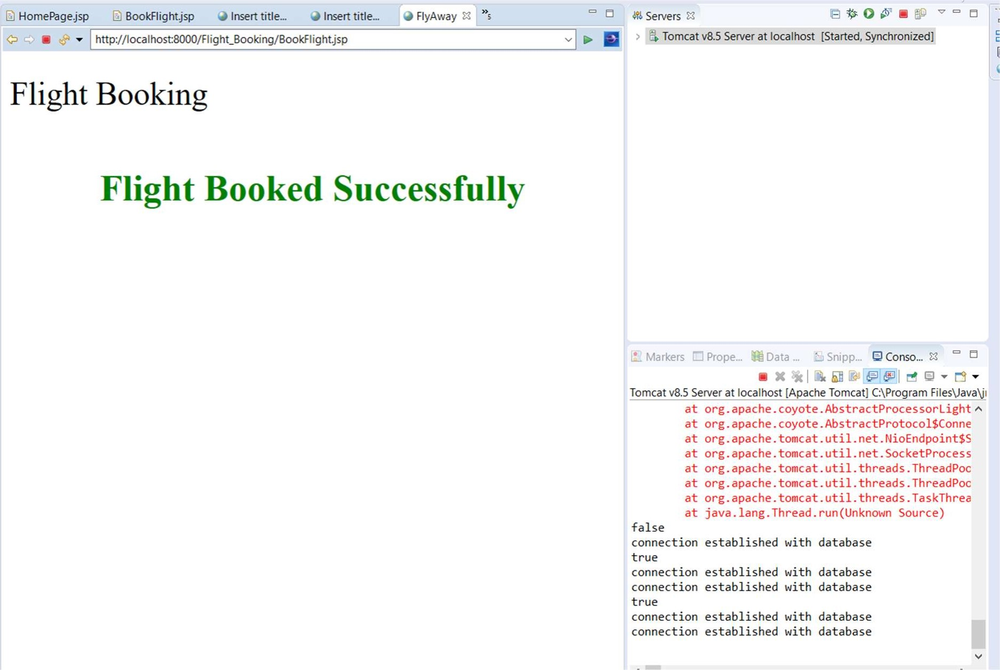 HomePage.jsp BookFlight.jsp Insert title... Insert title... FlyAway »5
http://localhost:8000/Flight_Booking/BookFlight.jsp
Flight Booking
Flight Booked Successfully
Servers
Tomcat v8.5 Server at localhost [Started, Synchronized]
Markers Prope... Data ... Snipp... Conso...
Tomcat v8.5 Server at localhost [Apache Tomcat] C:\Program Files\Java\j
at org.apache.coyote.AbstractProcessorLight
at org.apache.coyote.AbstractProtocol$Conne
at org.apache.tomcat.util.net.NioEndpoint$S
at org.apache.tomcat.util.net.SocketProcess
at org.apache.tomcat.util.threads.ThreadPoo
at org.apache.tomcat.util.threads.ThreadPoo
at org.apache.tomcat.util.threads.TaskThrea
at java.lang.Thread.run(Unknown Source)
false
connection established with database
true
connection established with database
connection established with database
true
connection established with database
connection established with database